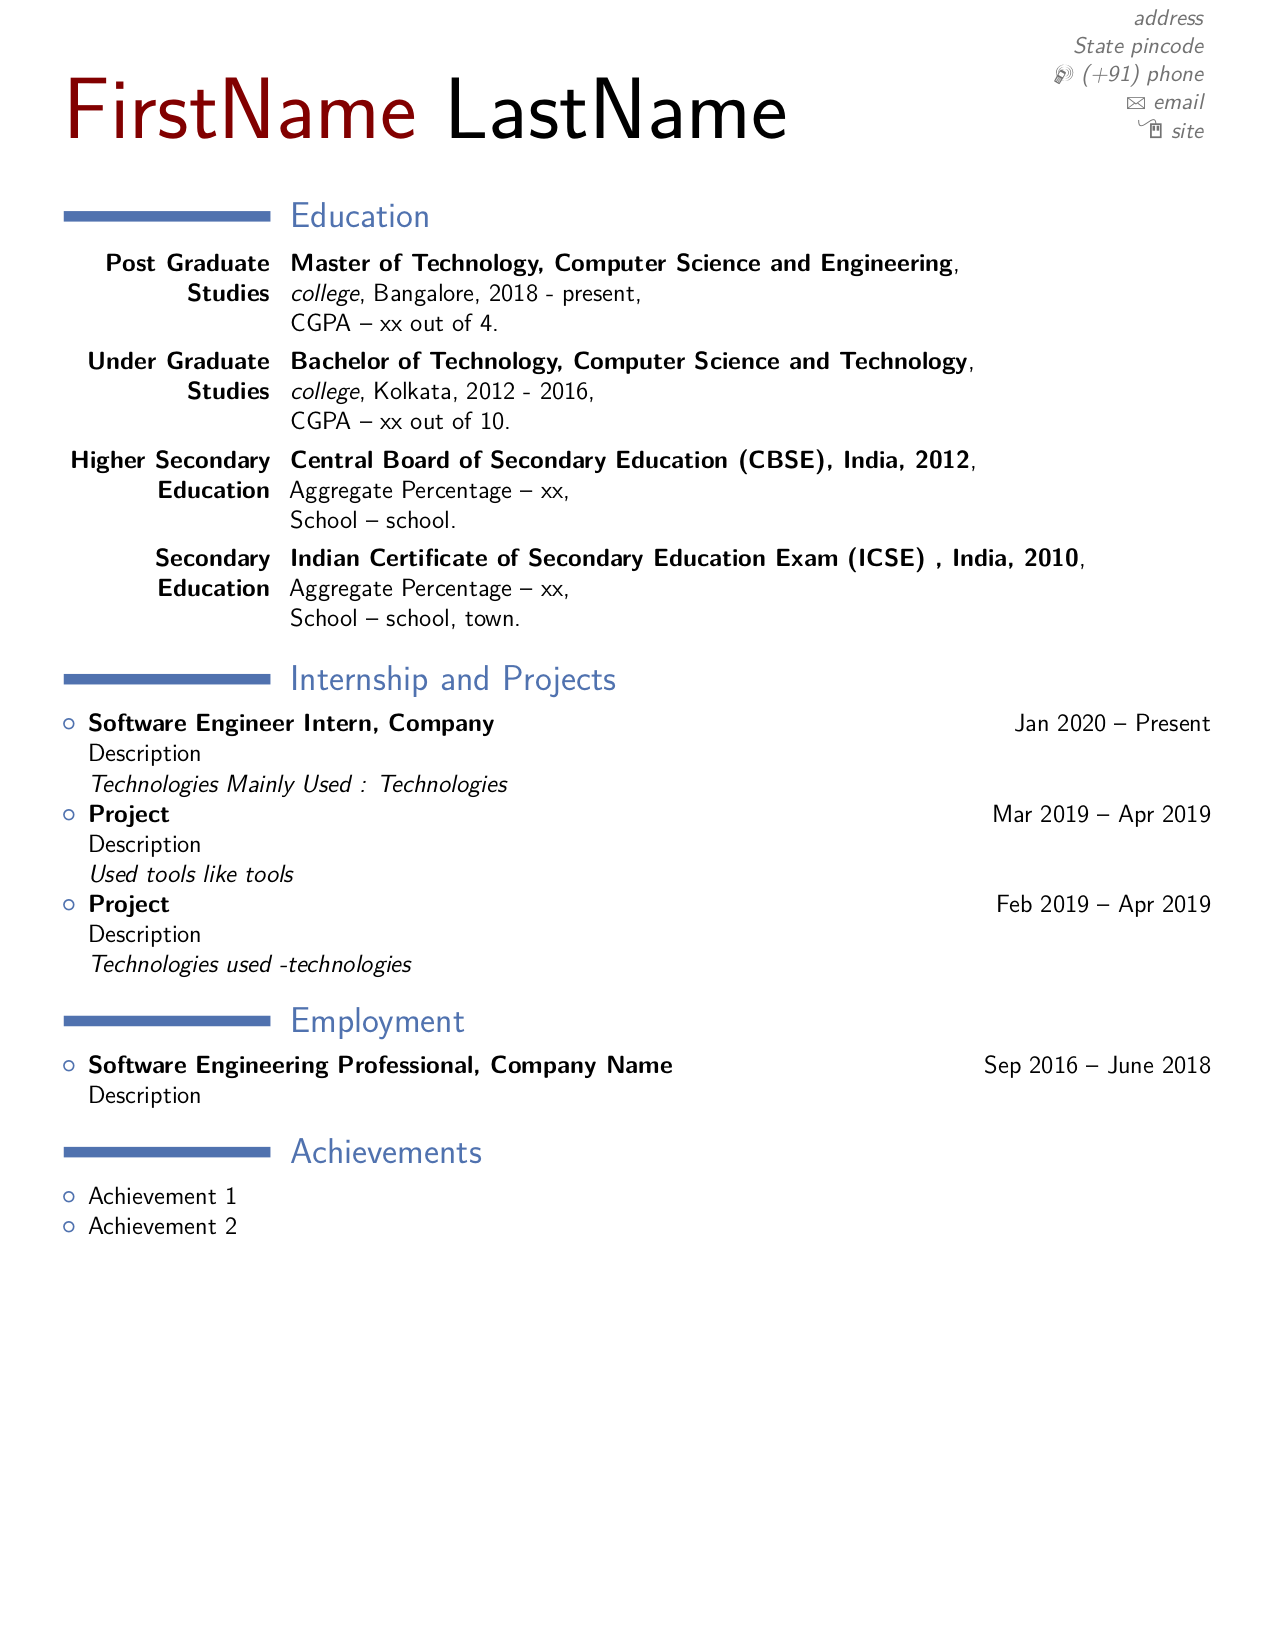 address
State pincode
(+91) phone
email
site
FirstName LastName
Education
Post Graduate Studies
Master of Technology, Computer Science and Engineering,
college, Bangalore, 2018 - present,
CGPA – xx out of 4.
Under Graduate Studies
Bachelor of Technology, Computer Science and Technology,
college, Kolkata, 2012 - 2016,
CGPA – xx out of 10.
Higher Secondary Education
Central Board of Secondary Education (CBSE), India, 2012,
Aggregate Percentage – xx,
School – school.
Secondary Education
Indian Certificate of Secondary Education Exam (ICSE) , India, 2010,
Aggregate Percentage – xx,
School – school, town.
Internship and Projects
Software Engineer Intern, Company Jan 2020 – Present
Description
Technologies Mainly Used : Technologies
Project Mar 2019 – Apr 2019
Description
Used tools like tools
Project Feb 2019 – Apr 2019
Description
Technologies used -technologies
Employment
Software Engineering Professional, Company Name Sep 2016 – June 2018
Description
Achievements
Achievement 1
Achievement 2